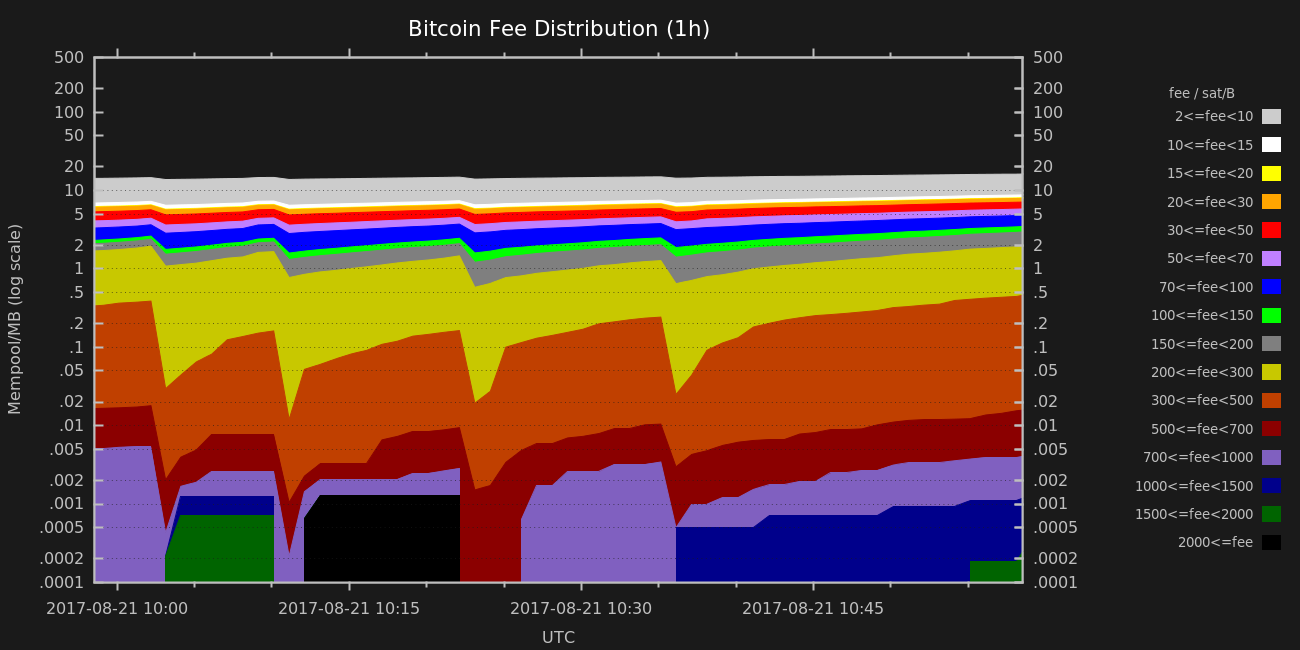 Bitcoin Fee Distribution (1h)
500 500
200 200
100 100
50 50
20 20
10 10
5 5
2 2
1 1
.5 .5
.2 .2
.1 .1
.05 .05
.02 .02
.01 .01
.005 .005
.002 .002
.001 .001
.0005 .0005
.0002 .0002
.0001 .0001
Mempool/MB (log scale)
2017-08-21 10:00 2017-08-21 10:15 2017-08-21 10:30 2017-08-21 10:45
UTC
fee / sat/B
2<=fee<10
10<=fee<15
15<=fee<20
20<=fee<30
30<=fee<50
50<=fee<70
70<=fee<100
100<=fee<150
150<=fee<200
200<=fee<300
300<=fee<500
500<=fee<700
700<=fee<1000
1000<=fee<1500
1500<=fee<2000
2000<=fee